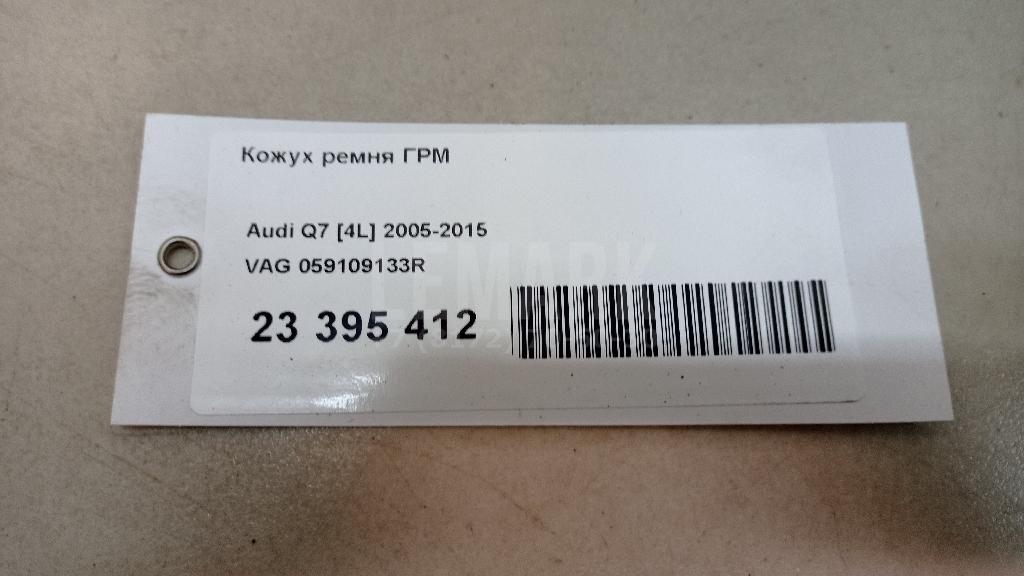 Кожух ремня ГРМ
Audi Q7 [4L] 2005-2015
VAG 059109133R
23 395 412
LEMARK